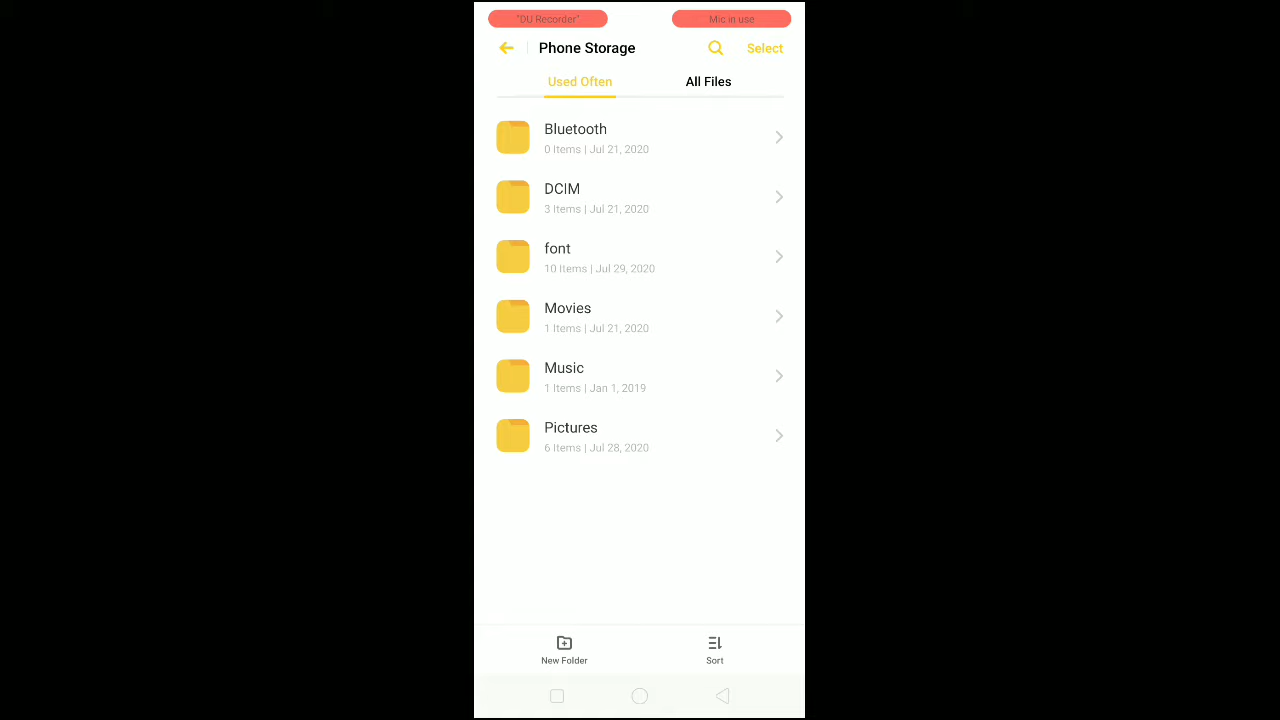 "DU Recorder" Mic in use
Phone Storage Select
Used Often All Files
Bluetooth
0 Items | Jul 21, 2020
DCIM
3 Items | Jul 21, 2020
font
10 Items | Jul 29, 2020
Movies
1 Items | Jul 21, 2020
Music
1 Items | Jan 1, 2019
Pictures
6 Items | Jul 28, 2020
New Folder Sort